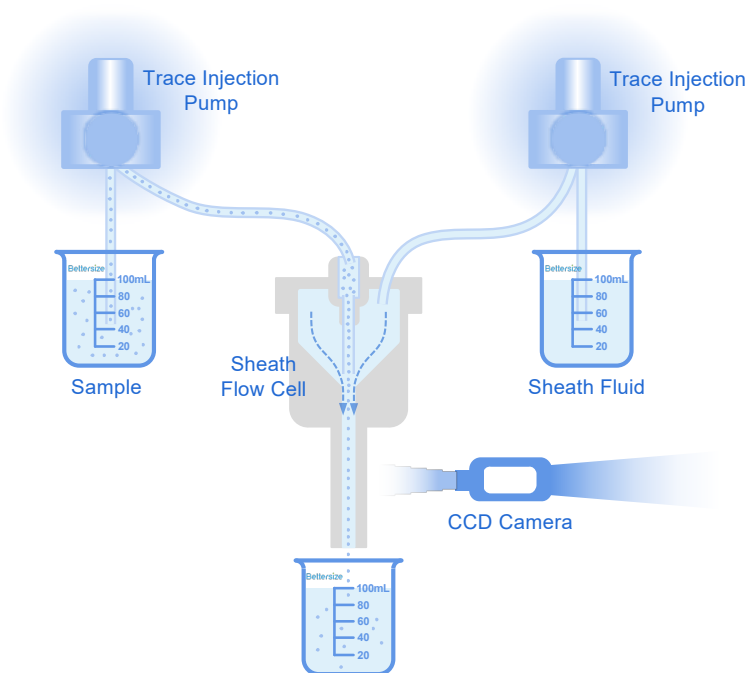 Trace Injection
Pump
Trace Injection
Pump
Bettersize
100mL
80
60
40
20
Sample
Bettersize
100mL
80
60
40
20
Sheath Fluid
Sheath
Flow Cell
CCD Camera
Bettersize
100mL
80
60
40
20